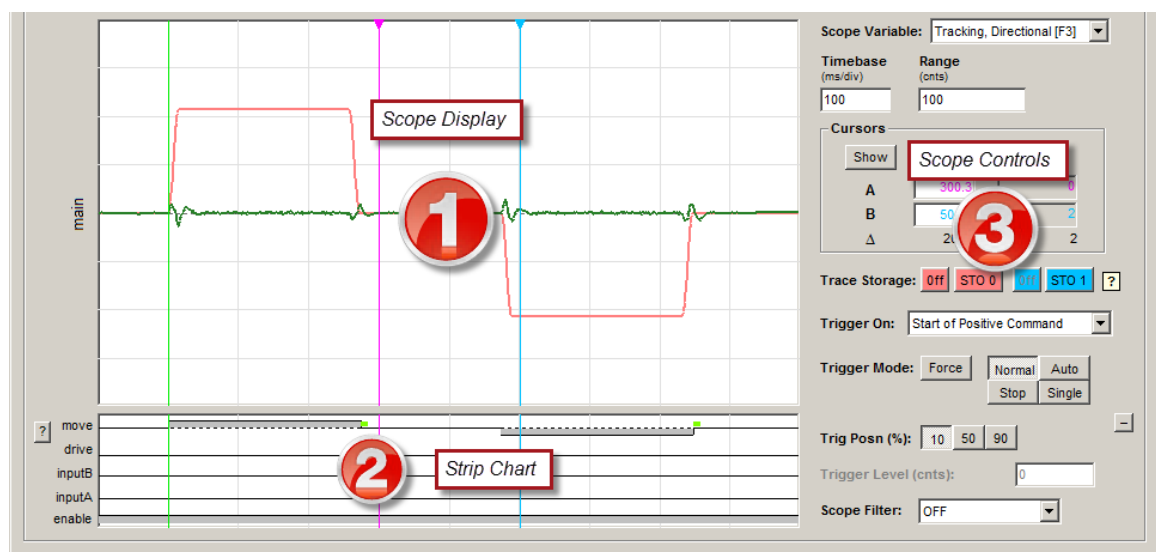 Scope Variable: Tracking, Directional [F3]
Timebase Range
(ms/div) (cnts)
100 100
Scope Display
Cursors
Show
Scope Controls
A 300.3 0
B 2
Δ 2
main
1
3
Trace Storage: Off STO 0 Off STO 1 ?
Trigger On: Start of Positive Command
Trigger Mode: Force Normal Auto
Stop Single
? move
drive
inputB
inputA
enable
2
Strip Chart
Trig Posn (%): 10 50 90
Trigger Level (cnts): 0
Scope Filter: OFF